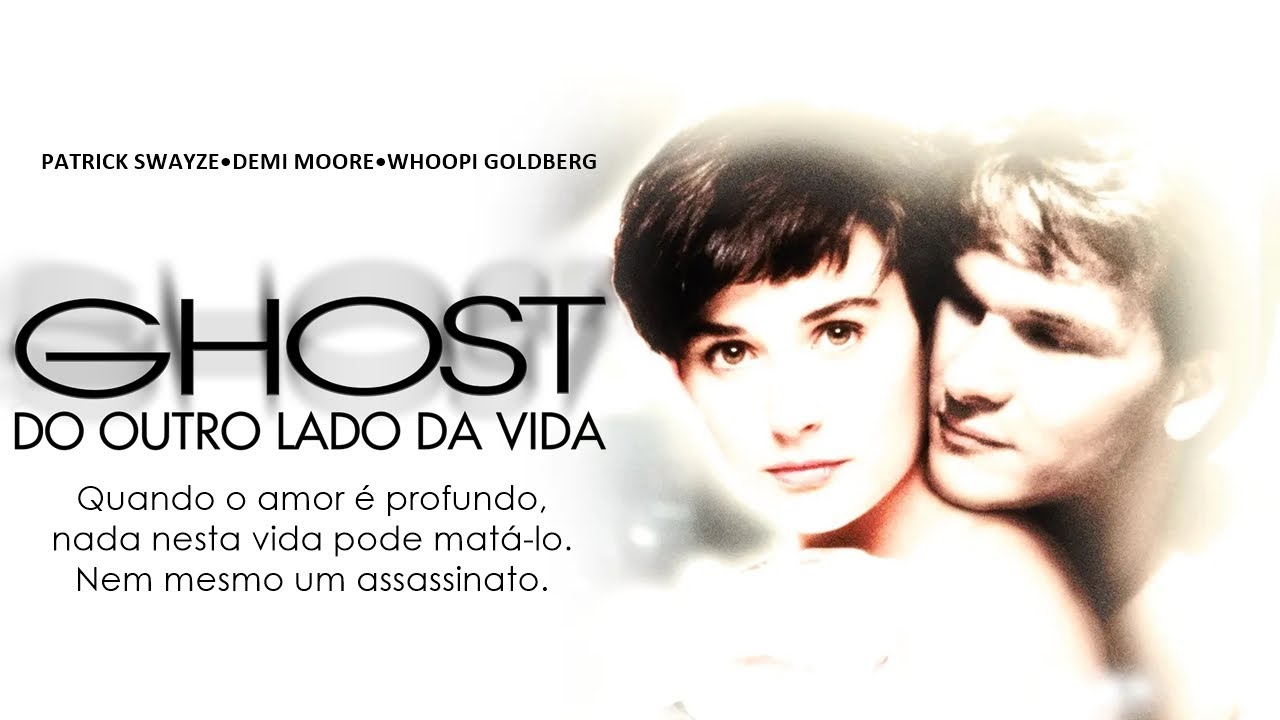 PATRICK SWAYZE•DEMI MOORE•WHOOPI GOLDBERG
GHOST
DO OUTRO LADO DA VIDA
Quando o amor é profundo,
nada nesta vida pode matá-lo.
Nem mesmo um assassinato.